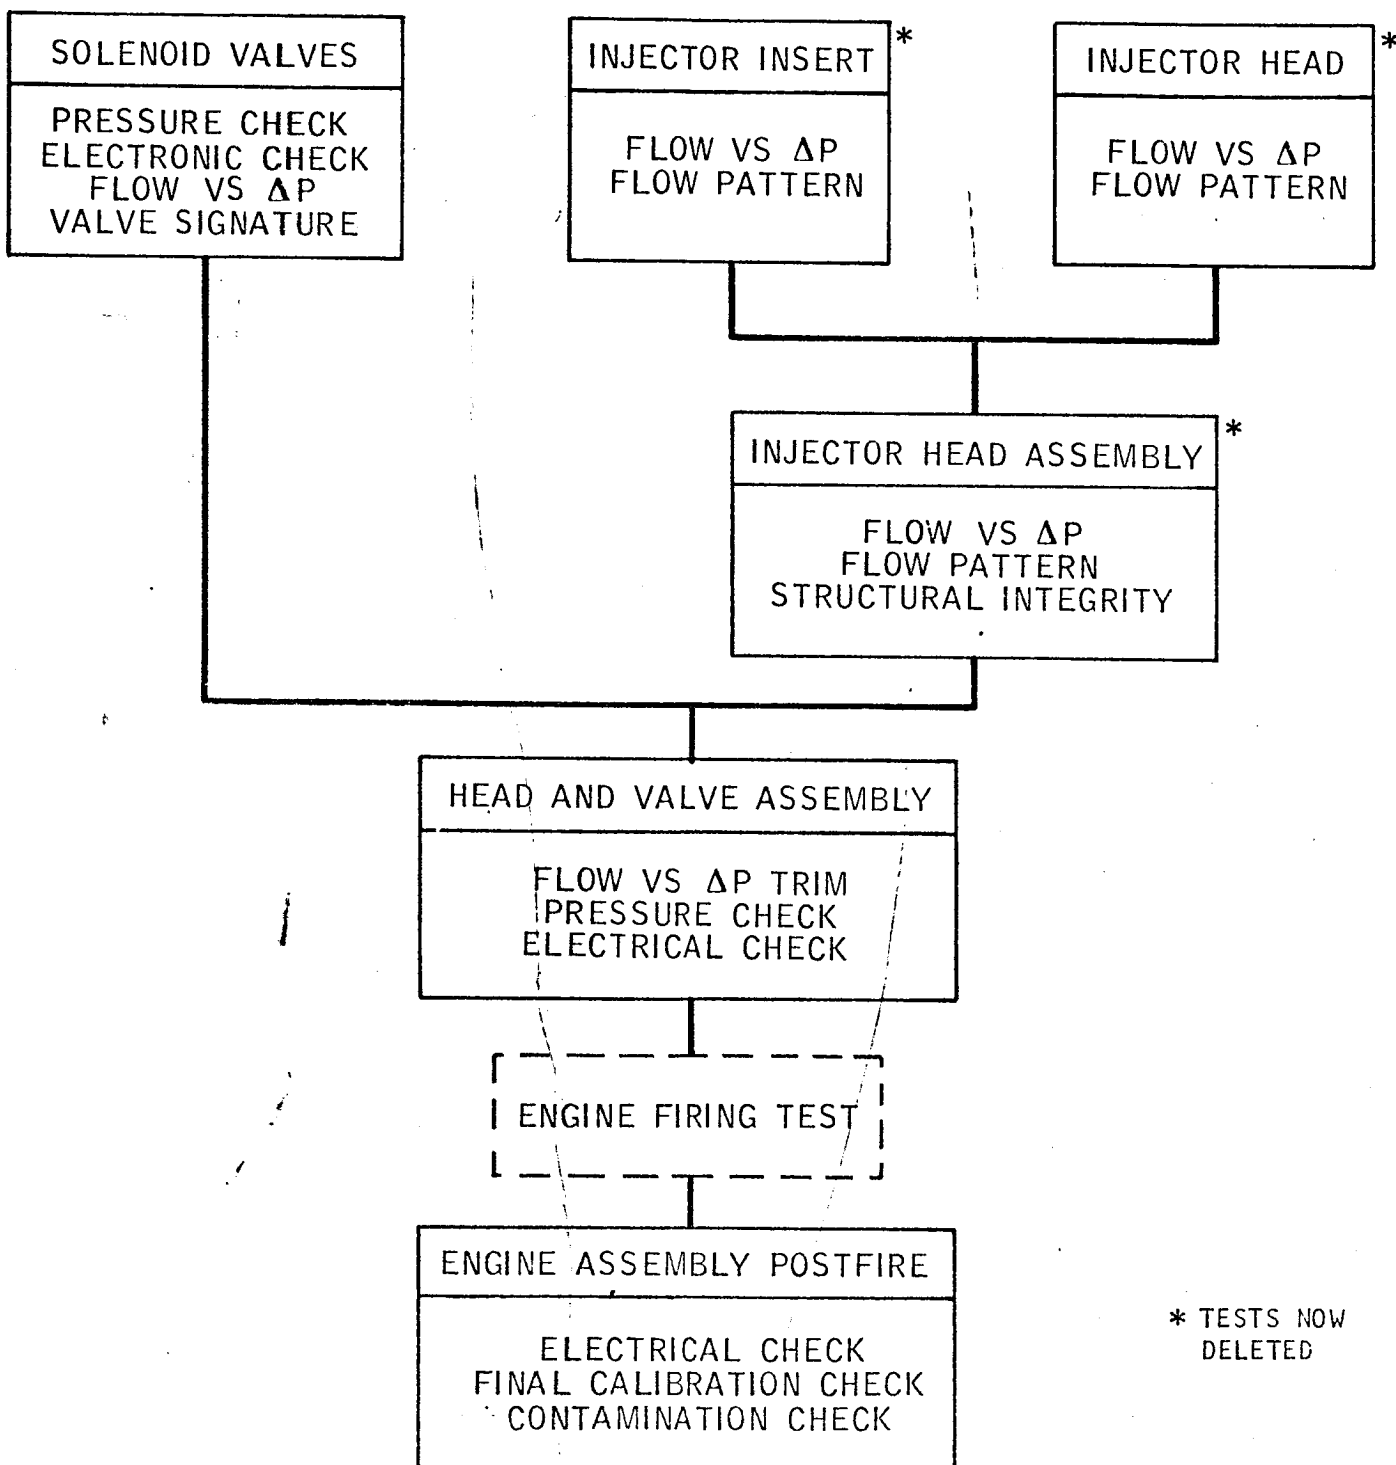 SOLENOID VALVES
PRESSURE CHECK
ELECTRONIC CHECK
FLOW VS ΔP
VALVE SIGNATURE
INJECTOR INSERT *
FLOW VS ΔP
FLOW PATTERN
INJECTOR HEAD *
FLOW VS ΔP
FLOW PATTERN
INJECTOR HEAD ASSEMBLY *
FLOW VS ΔP
FLOW PATTERN
STRUCTURAL INTEGRITY
HEAD AND VALVE ASSEMBLY
FLOW VS ΔP TRIM
PRESSURE CHECK
ELECTRICAL CHECK
ENGINE FIRING TEST
ENGINE ASSEMBLY POSTFIRE
ELECTRICAL CHECK
FINAL CALIBRATION CHECK
CONTAMINATION CHECK
* TESTS NOW
DELETED